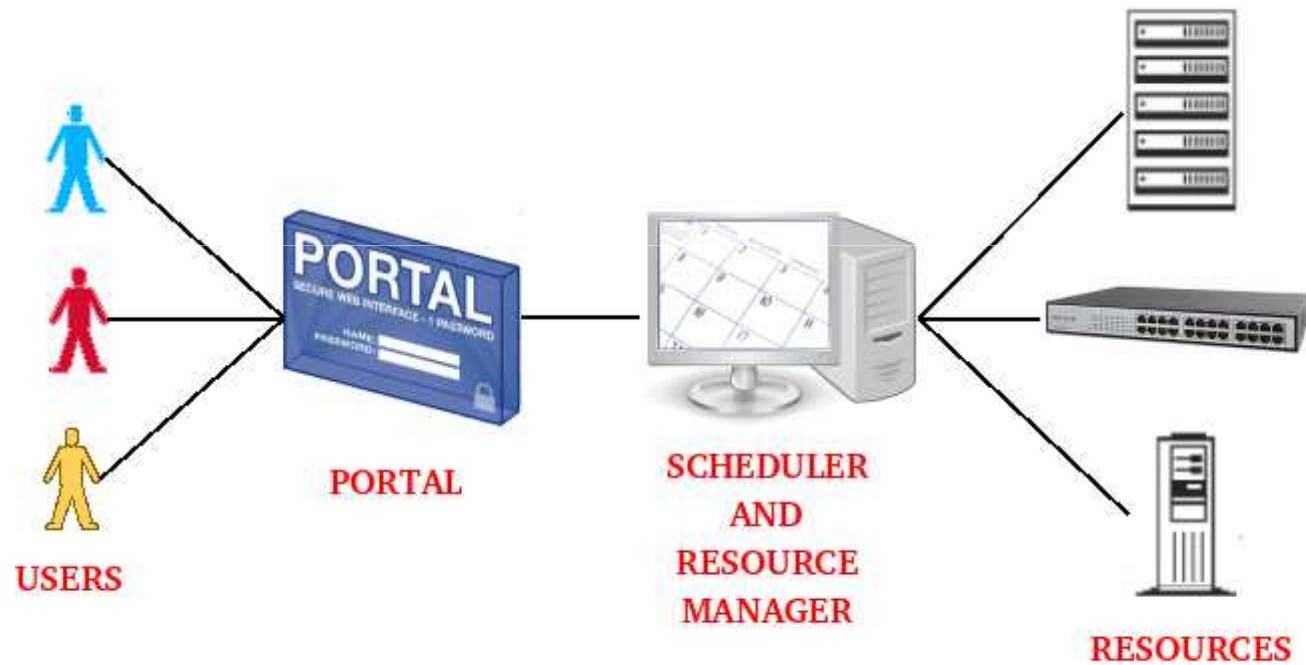 PORTAL
SECURE WEB INTERFACE - 1 PASSWORD
NAME:
PASSWORD:
USERS
PORTAL
SCHEDULER
AND
RESOURCE
MANAGER
RESOURCES